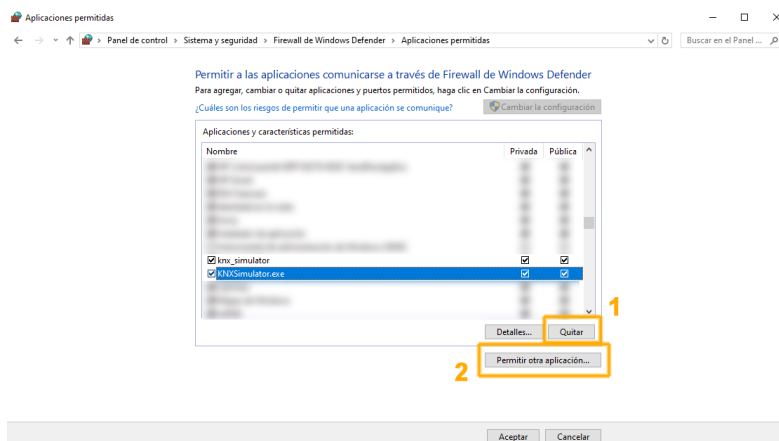 Aplicaciones permitidas
Panel de control > Sistema y seguridad > Firewall de Windows Defender > Aplicaciones permitidas
Buscar en el Panel ...
Permitir a las aplicaciones comunicarse a través de Firewall de Windows Defender
Para agregar, cambiar o quitar aplicaciones y puertos permitidos, haga clic en Cambiar la configuración.
¿Cuáles son los riesgos de permitir que una aplicación se comunique?
Cambiar la configuración
Aplicaciones y características permitidas:
Nombre Privada Pública
knx_simulator
KNXSimulator.exe
1
Detalles... Quitar
Permitir otra aplicación...
2
Aceptar Cancelar